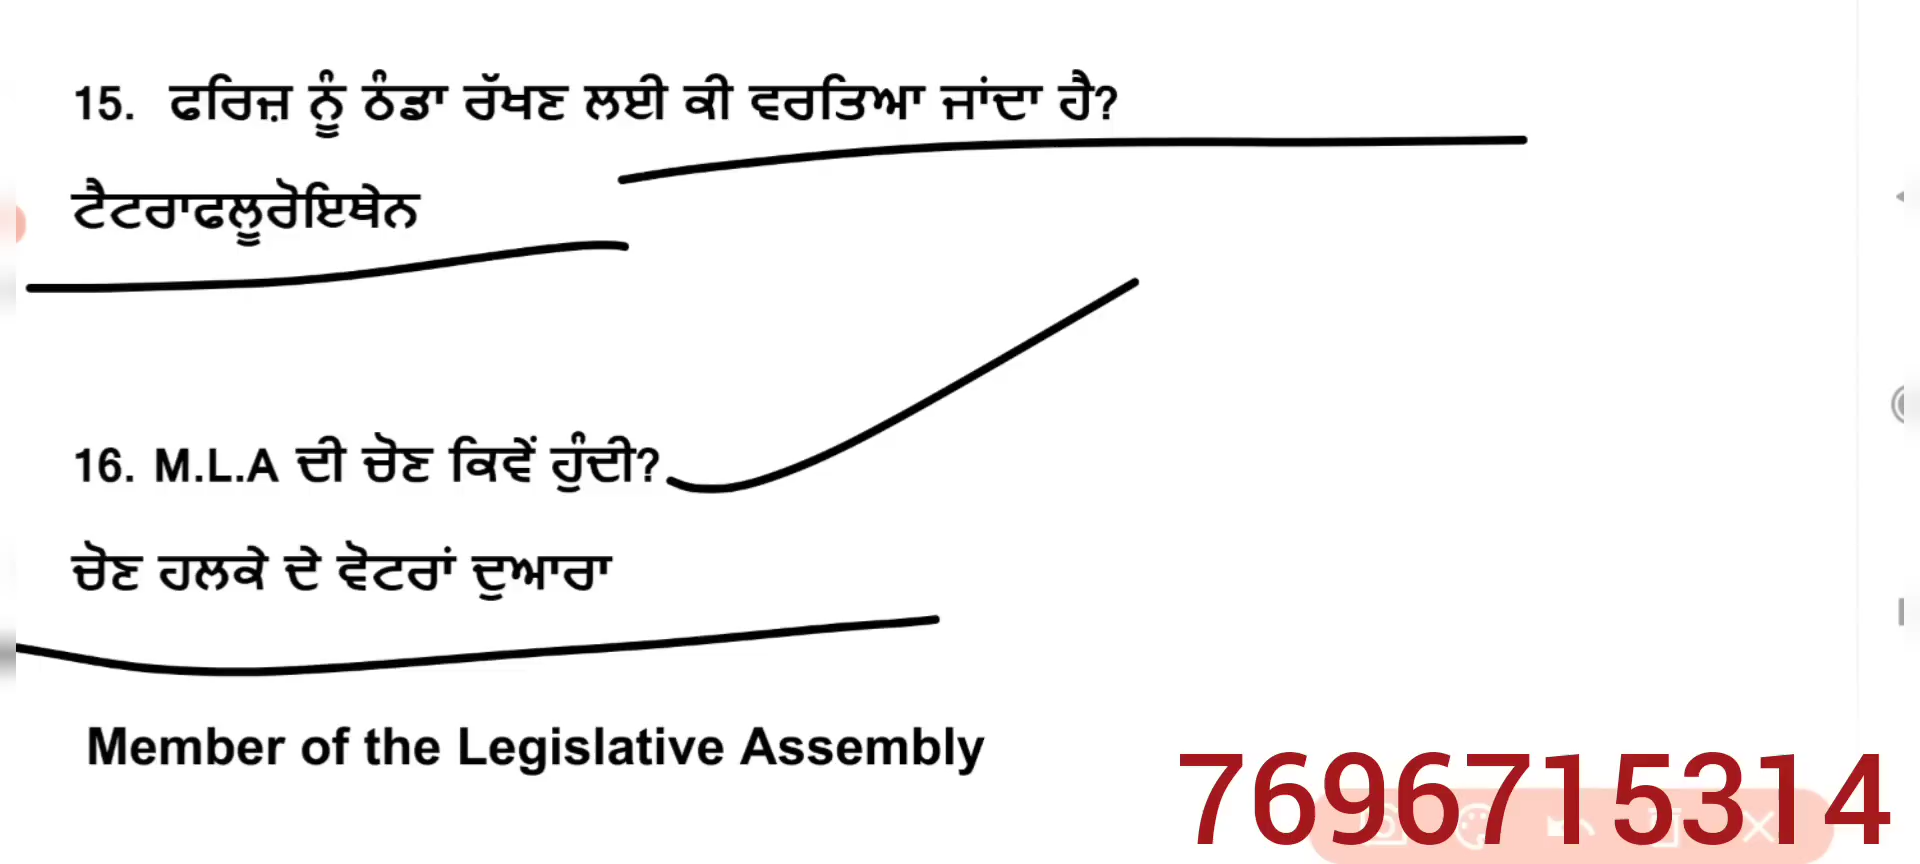 15. ਫਰਿਜ਼ ਨੂੰ ਠੰਡਾ ਰੱਖਣ ਲਈ ਕੀ ਵਰਤਿਆ ਜਾਂਦਾ ਹੈ?
ਟੈਟਰਾਫਲੂਰੋਇਥੇਨ
16. M.L.A ਦੀ ਚੋਣ ਕਿਵੇਂ ਹੁੰਦੀ?
ਚੋਣ ਹਲਕੇ ਦੇ ਵੋਟਰਾਂ ਦੁਆਰਾ
Member of the Legislative Assembly
7696715314